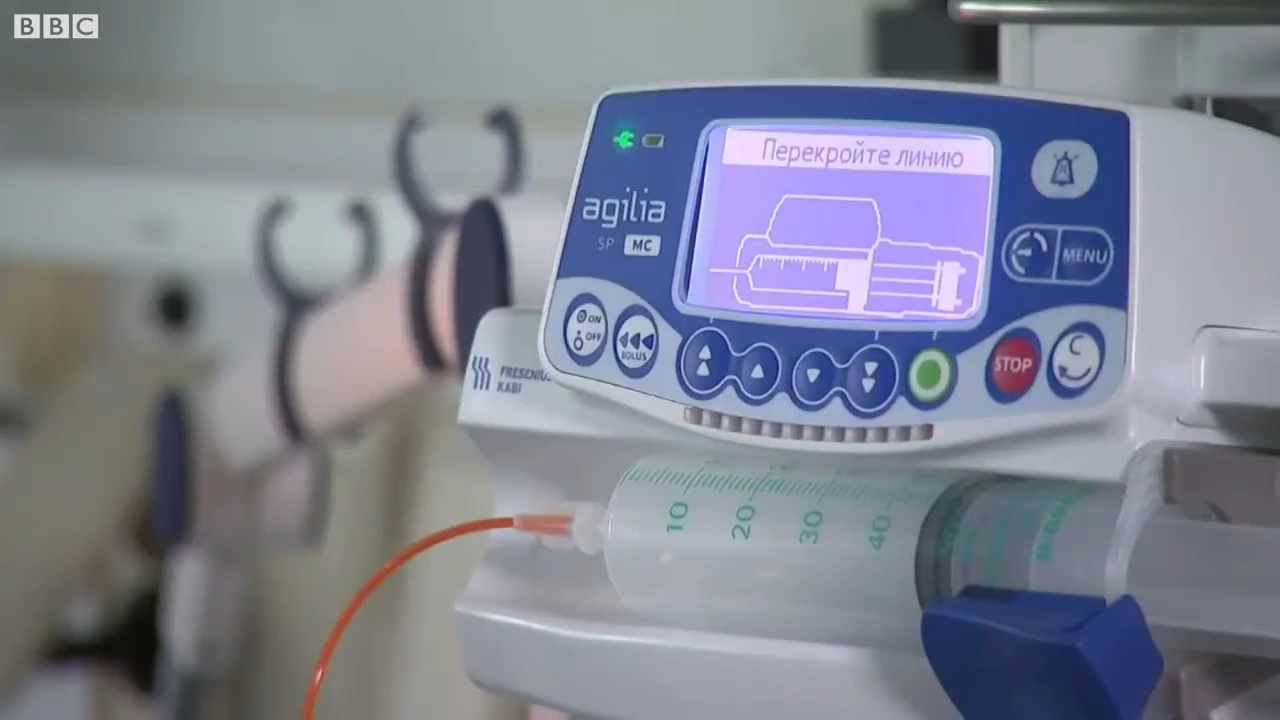 BBC
Перекройте линию
agilia
SP MC
MENU
ON
OFF
BOLUS
STOP
C
FRESENIUS
KABI
10 20 30 40